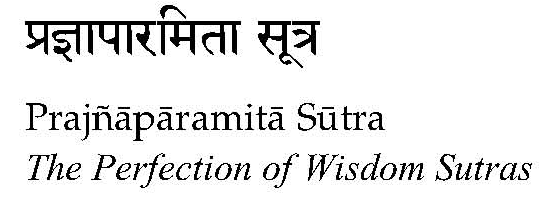 प्रज्ञापारमिता सूत्र
Prajñāpāramitā Sūtra
The Perfection of Wisdom Sutras